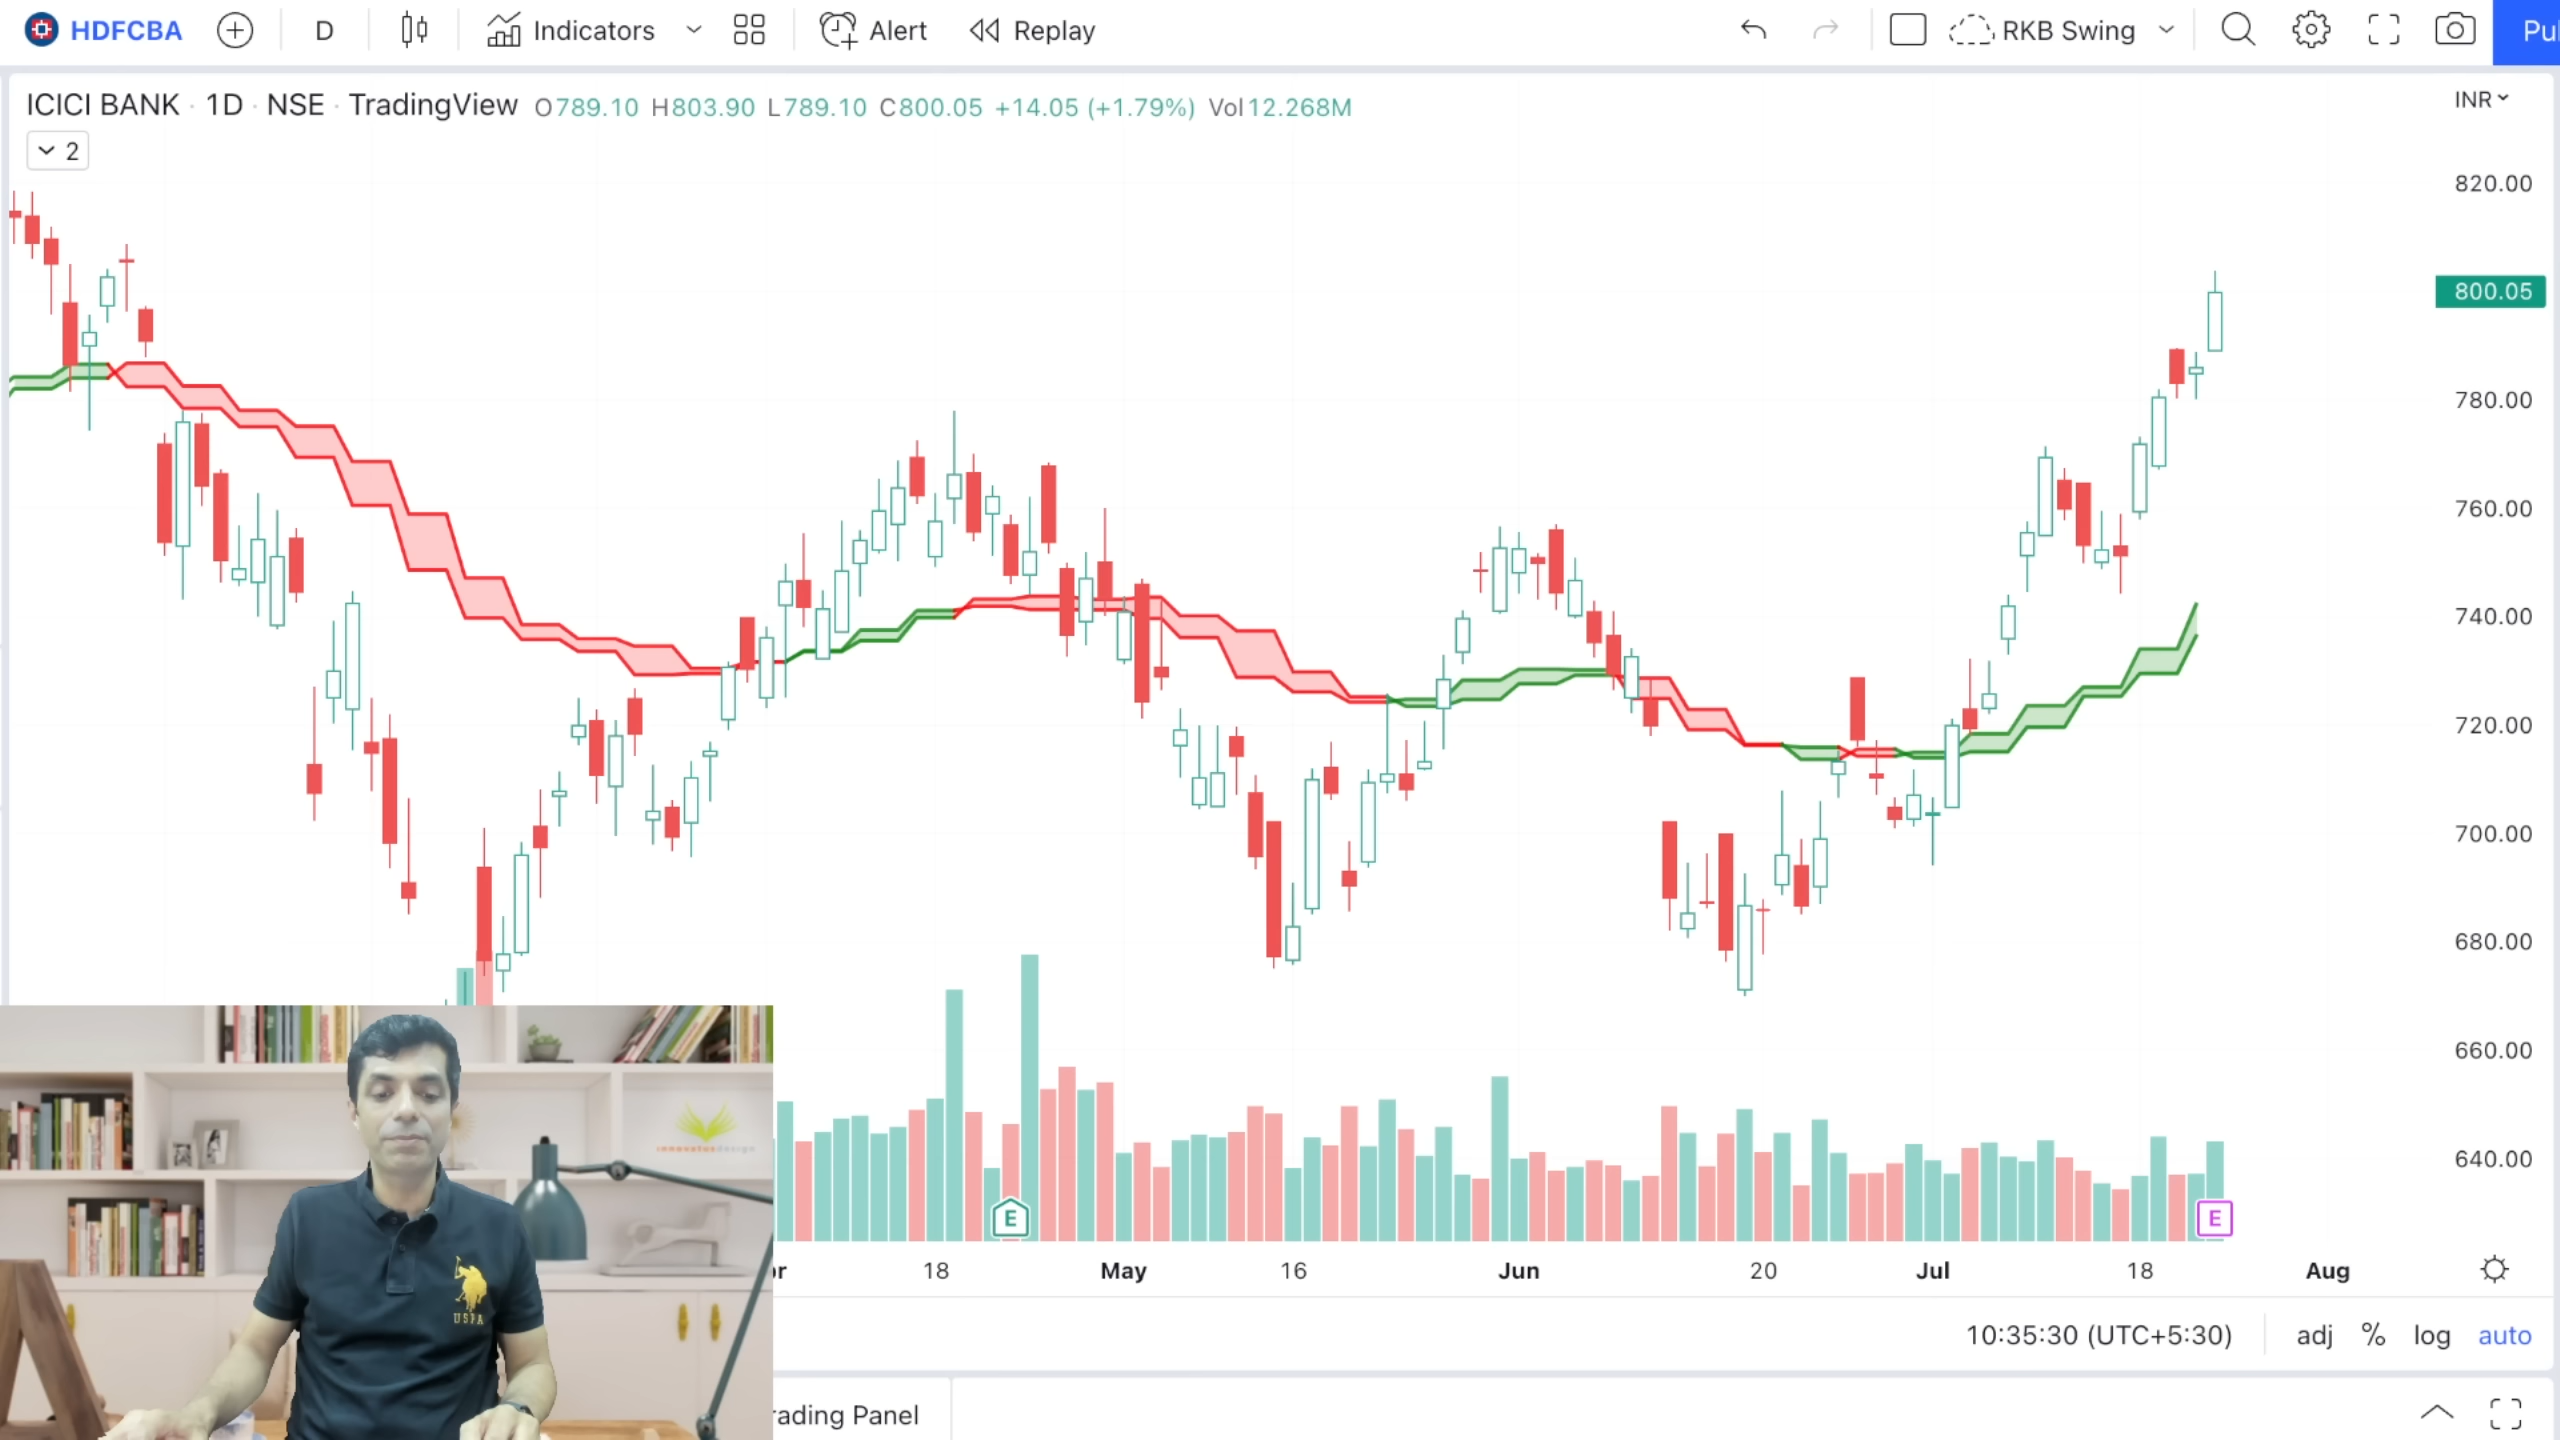 HDFCBA D Indicators Alert Replay RKB Swing Pu
ICICI BANK · 1D · NSE · TradingView O789.10 H803.90 L789.10 C800.05 +14.05 (+1.79%) Vol12.268M
INR
2
820.00
800.05
780.00
760.00
740.00
720.00
700.00
680.00
660.00
640.00
E E
r 18 May 16 Jun 20 Jul 18 Aug
10:35:30 (UTC+5:30) adj % log auto
rading Panel
innovatusdesign
USPA